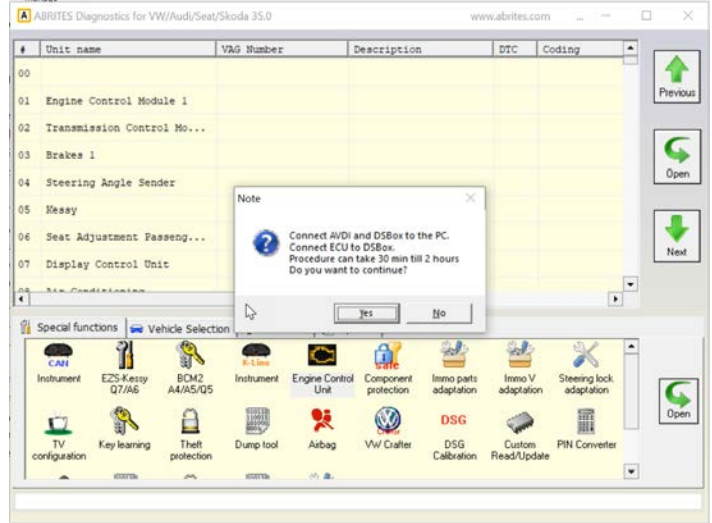 ABRITES Diagnostics for VW/Audi/Seat/Skoda 35.0 www.abrites.com ...
# Unit name VAG Number Description DTC Coding
00
01 Engine Control Module 1
02 Transmission Control Mo...
03 Brakes 1
04 Steering Angle Sender
05 Kessy
06 Seat Adjustment Passeng...
07 Display Control Unit
08 Air Conditioning
Previous
Open
Next
Note
Connect AVDI and DSBox to the PC.
Connect ECU to DSBox.
Procedure can take 30 min till 2 hours
Do you want to continue?
Yes No
Special functions Vehicle Selection
CAN K-Line safe Crafter DSG
Instrument
EZS-Kessy Q7/A6
BCM2 A4/A5/Q5
Instrument
Engine Control Unit
Component protection
Immo parts adaptation
Immo V adaptation
Steering lock adaptation
Open
TV configuration
Key learning
Theft protection
Dump tool
Airbag
VW Crafter
DSG Calibration
Custom Read/Update
PIN Converter